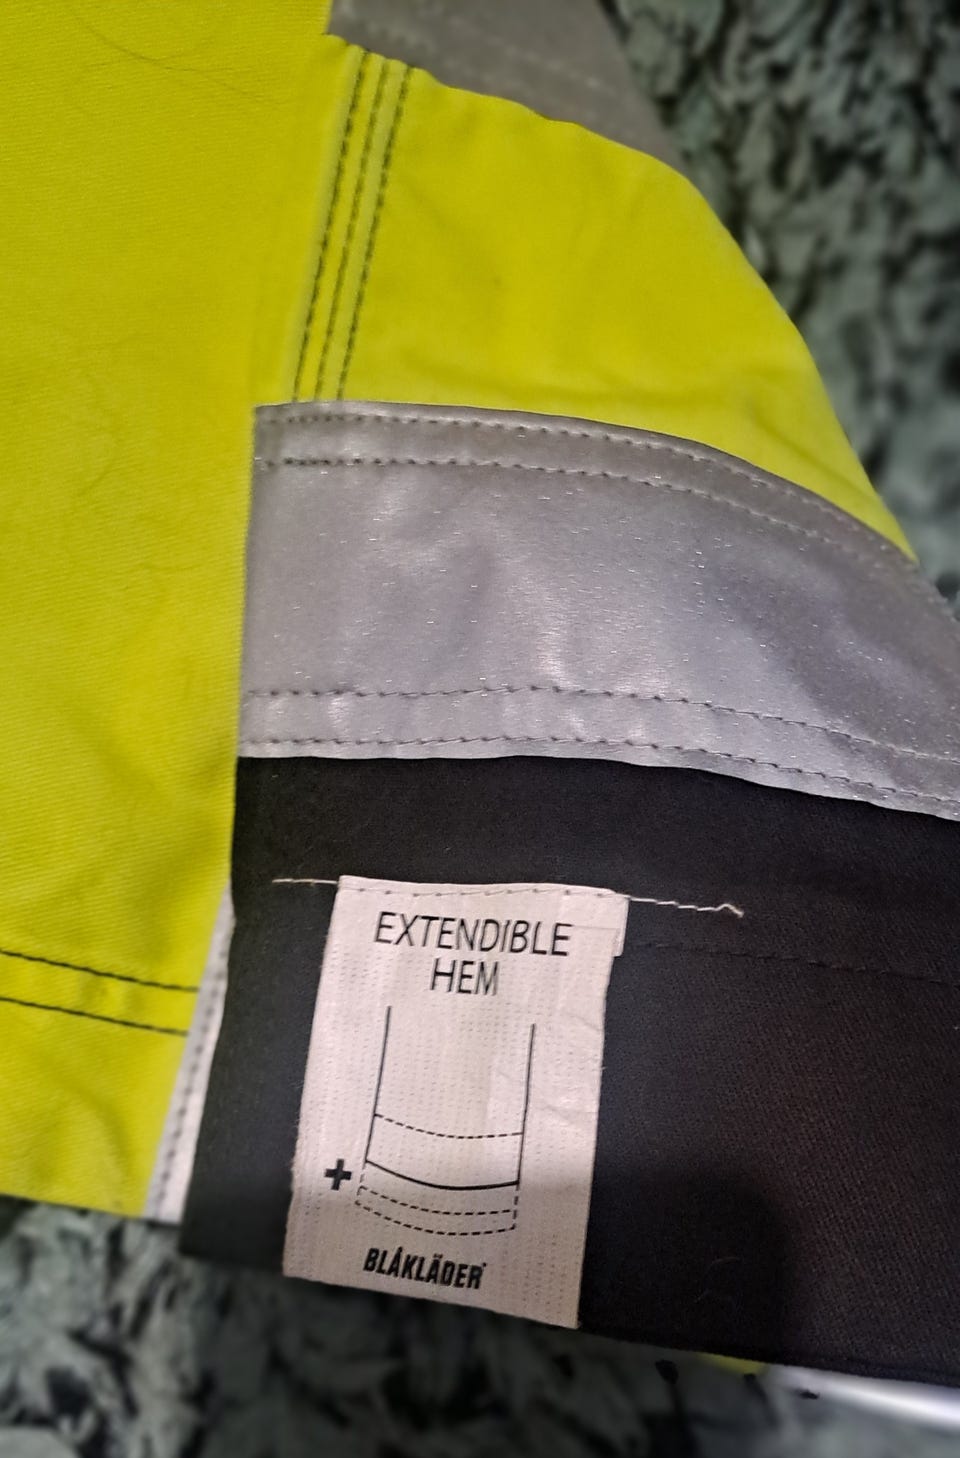 EXTENDIBLE
HEM
+
BLÅKLÄDER